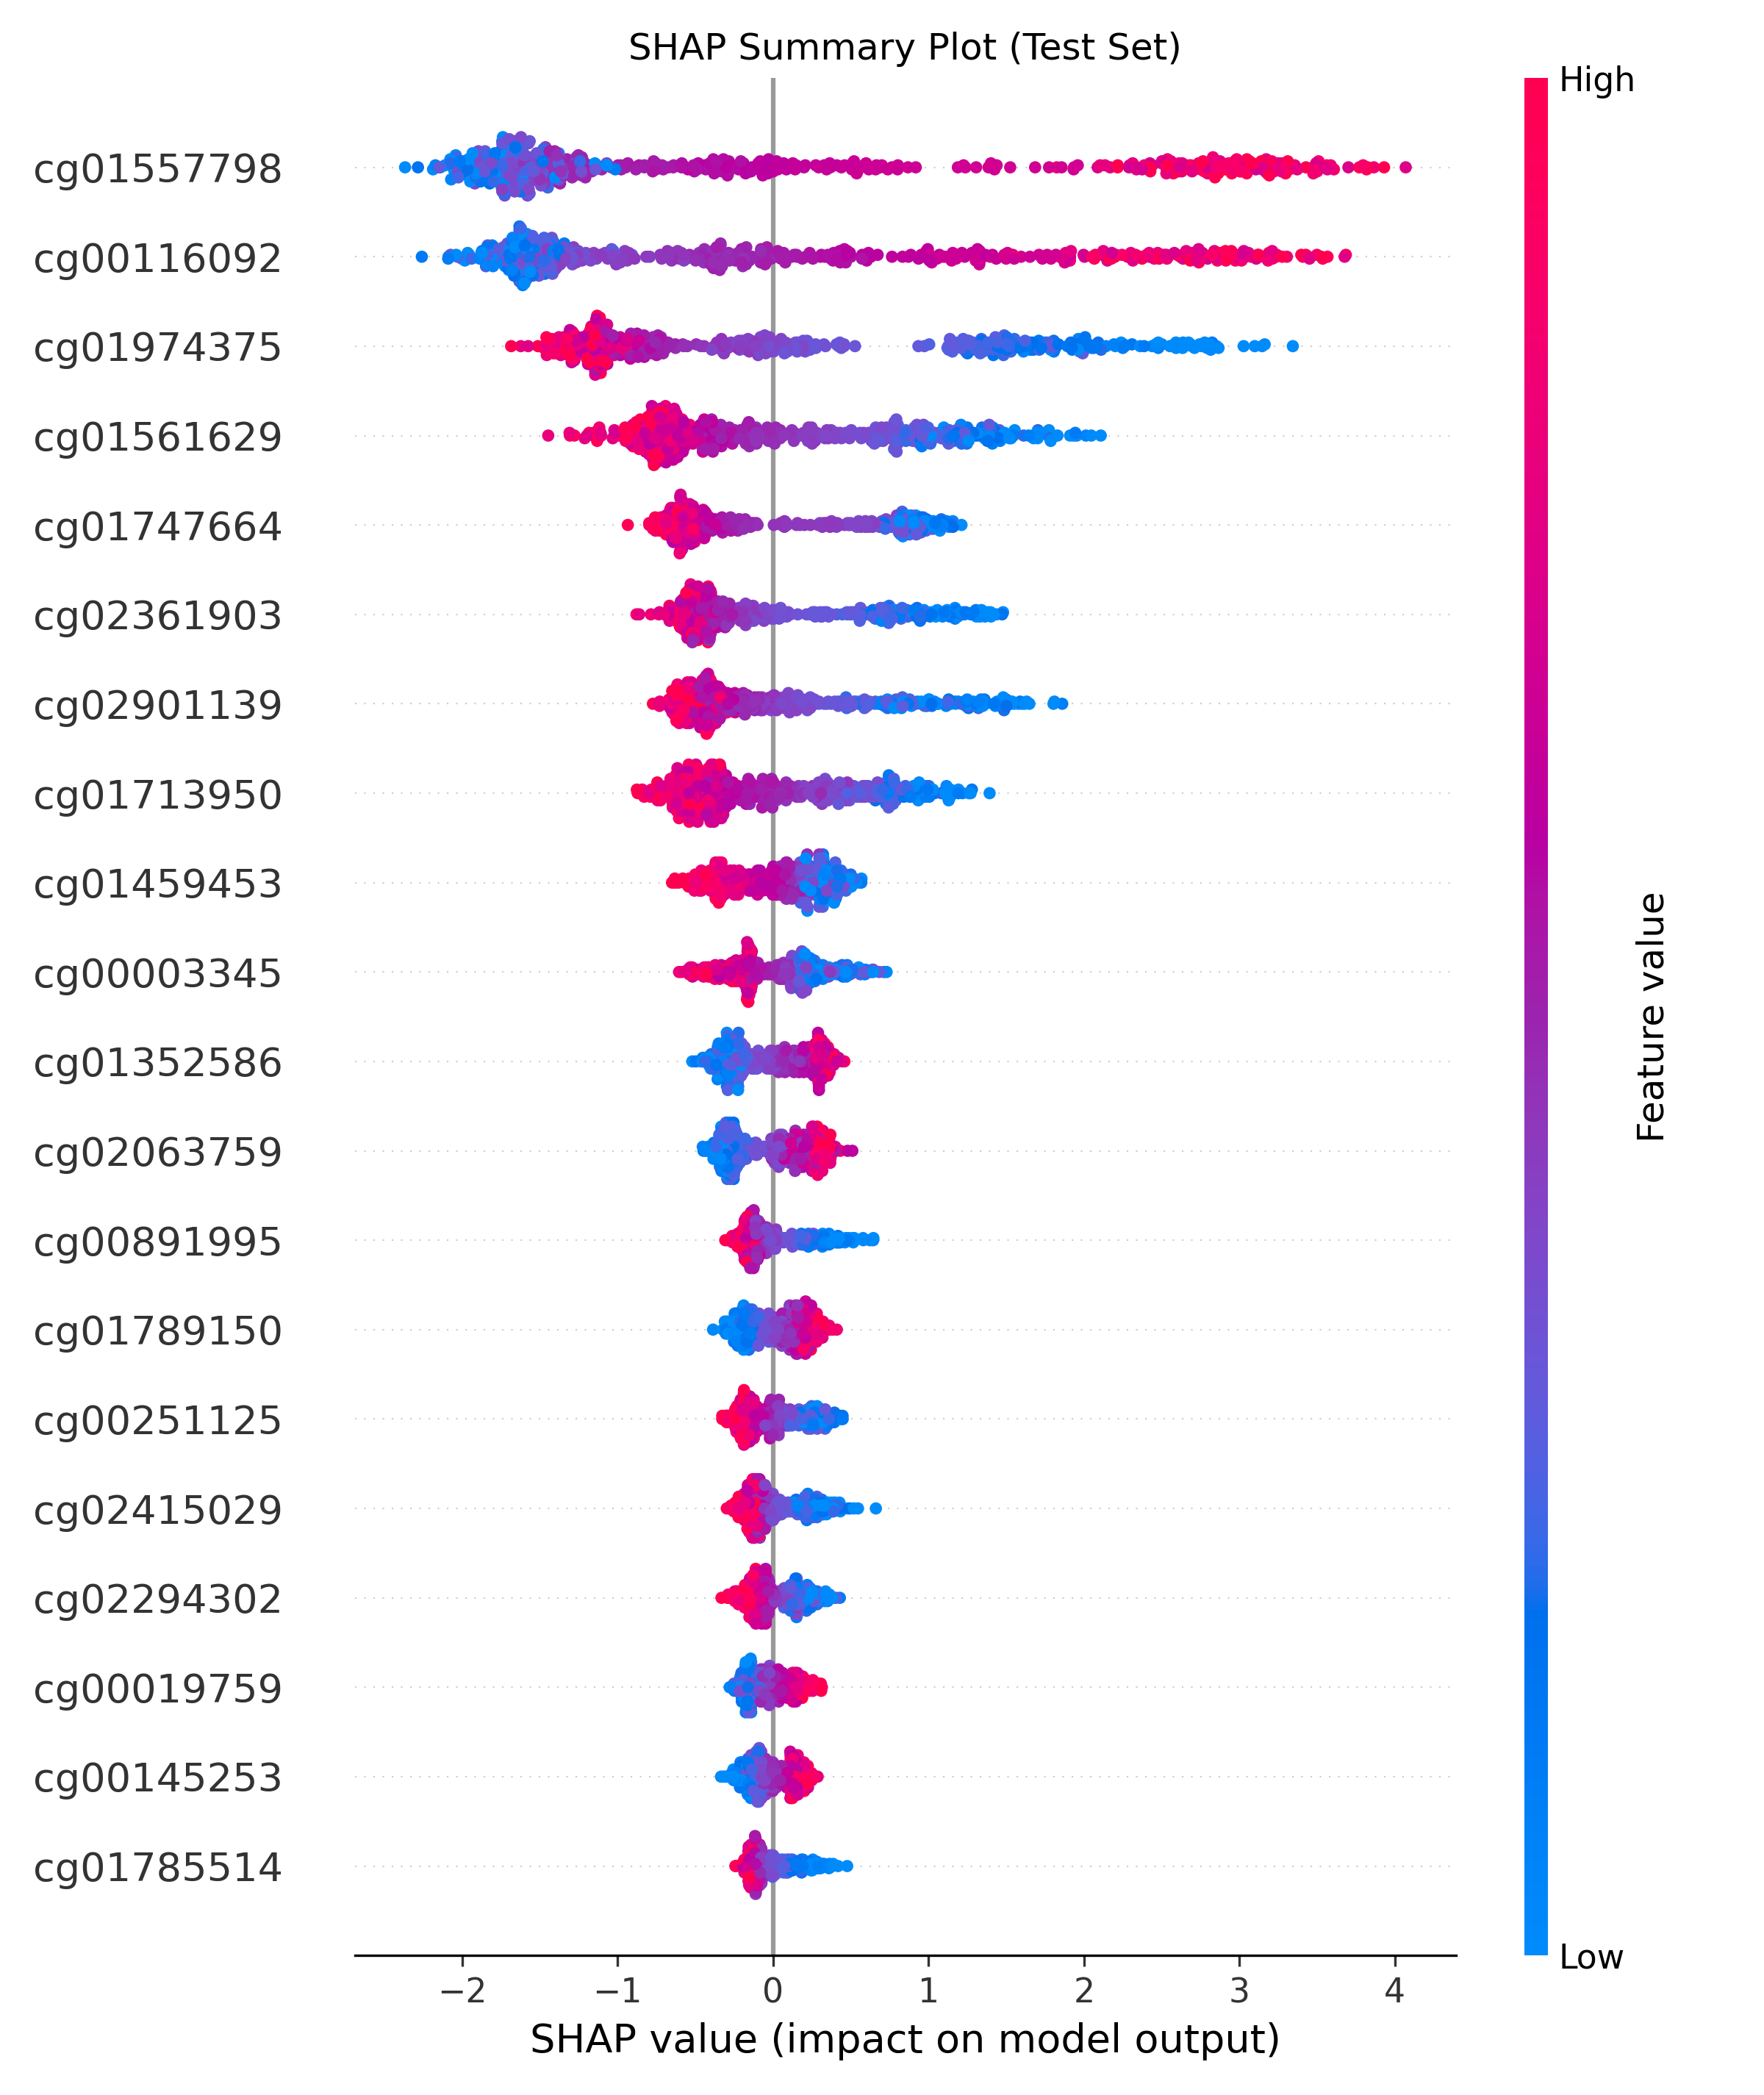 SHAP Summary Plot (Test Set)
High
cg01557798
cg00116092
cg01974375
cg01561629
cg01747664
cg02361903
cg02901139
cg01713950
cg01459453
cg00003345
cg01352586
cg02063759
cg00891995
cg01789150
cg00251125
cg02415029
cg02294302
cg00019759
cg00145253
cg01785514
Feature value
Low
−2 −1 0 1 2 3 4
SHAP value (impact on model output)